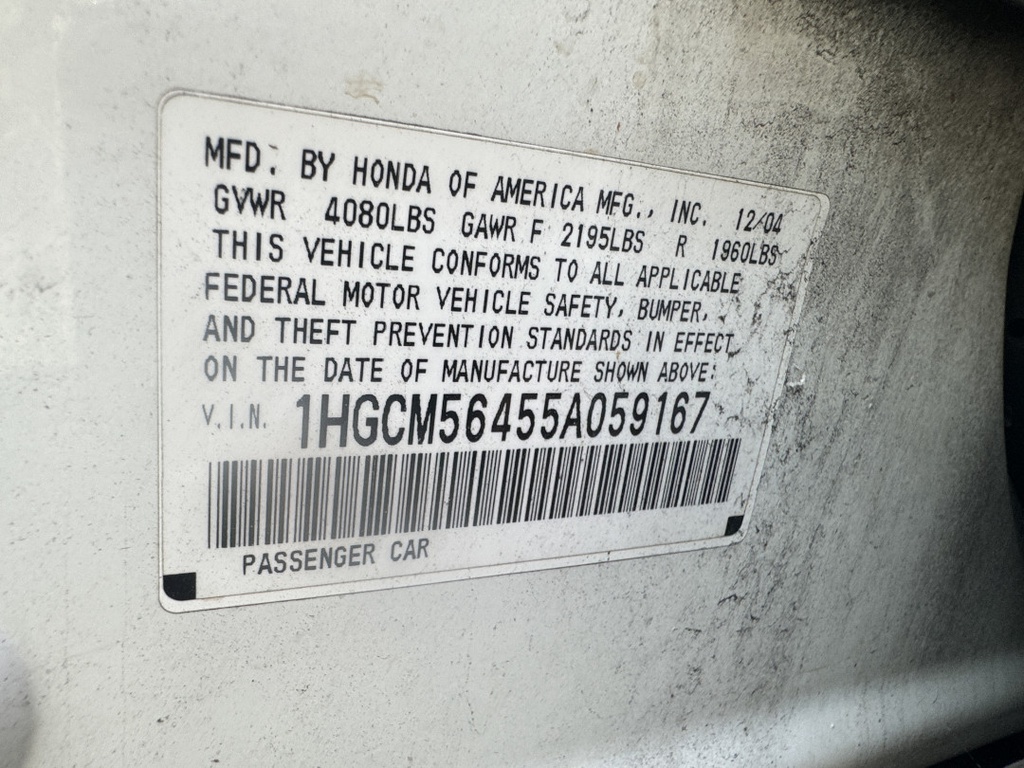 MFD. BY HONDA OF AMERICA MFG., INC. 12/04
GVWR 4080LBS GAWR F 2195LBS R 1960LBS
THIS VEHICLE CONFORMS TO ALL APPLICABLE
FEDERAL MOTOR VEHICLE SAFETY, BUMPER,
AND THEFT PREVENTION STANDARDS IN EFFECT
ON THE DATE OF MANUFACTURE SHOWN ABOVE:
V.I.N. 1HGCM56455A059167
PASSENGER CAR